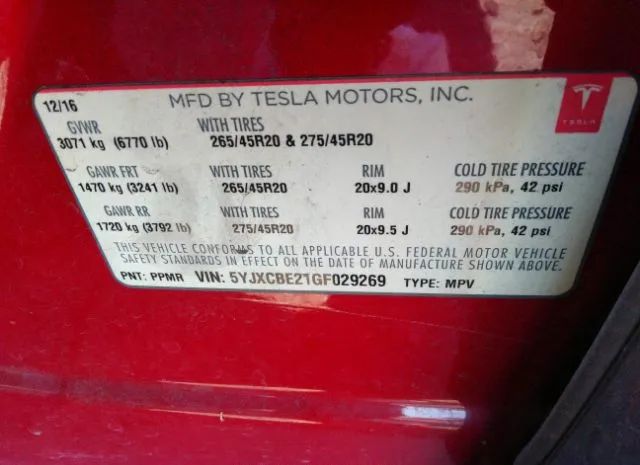 12/16 MFD BY TESLA MOTORS, INC.
GVWR WITH TIRES
3071 kg (6770 lb) 265/45R20 & 275/45R20
TESLA
GAWR FRT WITH TIRES RIM COLD TIRE PRESSURE
1470 kg (3241 lb) 265/45R20 20x9.0 J 290 kPa, 42 psi
GAWR RR WITH TIRES RIM COLD TIRE PRESSURE
1720 kg (3792 lb) 275/45R20 20x9.5 J 290 kPa, 42 psi
THIS VEHICLE CONFORMS TO ALL APPLICABLE U.S. FEDERAL MOTOR VEHICLE
SAFETY STANDARDS IN EFFECT ON THE DATE OF MANUFACTURE SHOWN ABOVE.
PNT: PPMR VIN: 5YJXCBE21GF029269 TYPE: MPV